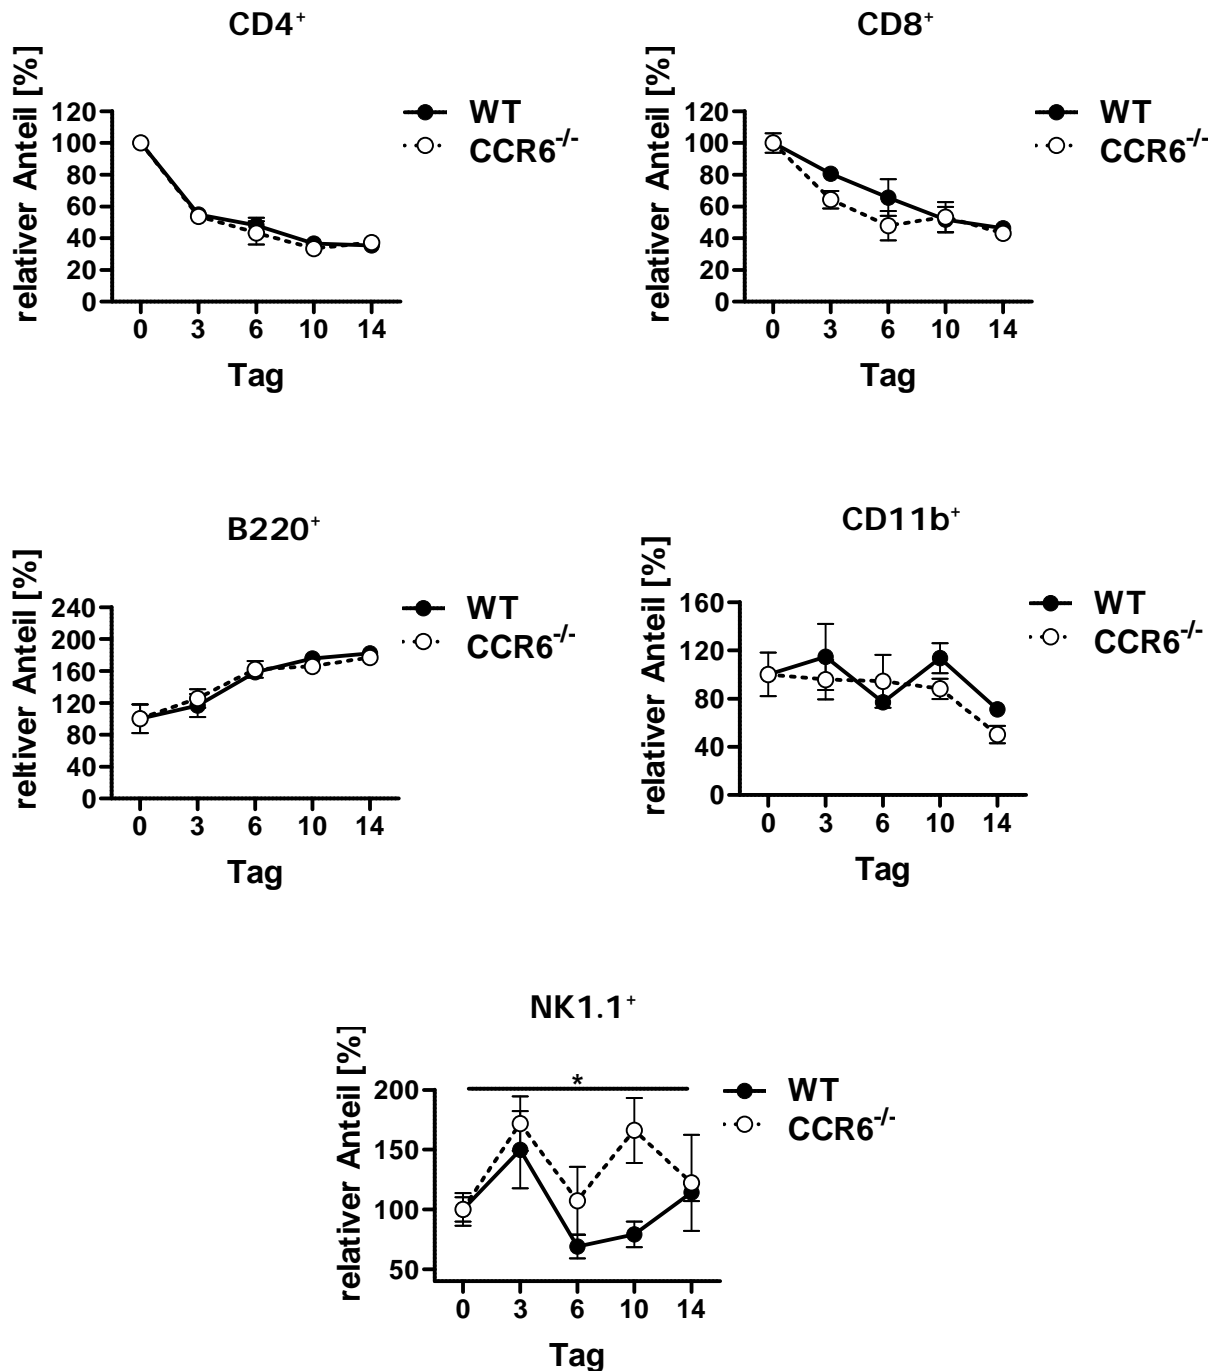 CD4⁺
relativer Anteil [%]
120
100
80
60
40
20
0
0 3 6 10 14
Tag
WT
CCR6⁻/⁻
CD8⁺
relativer Anteil [%]
120
100
80
60
40
20
0
0 3 6 10 14
Tag
WT
CCR6⁻/⁻
B220⁺
reltiver Anteil [%]
240
200
160
120
80
40
0
0 3 6 10 14
Tag
WT
CCR6⁻/⁻
CD11b⁺
relativer Anteil [%]
160
120
80
40
0
0 3 6 10 14
Tag
WT
CCR6⁻/⁻
NK1.1⁺
relativer Anteil [%]
200
150
100
50
*
0 3 6 10 14
Tag
WT
CCR6⁻/⁻